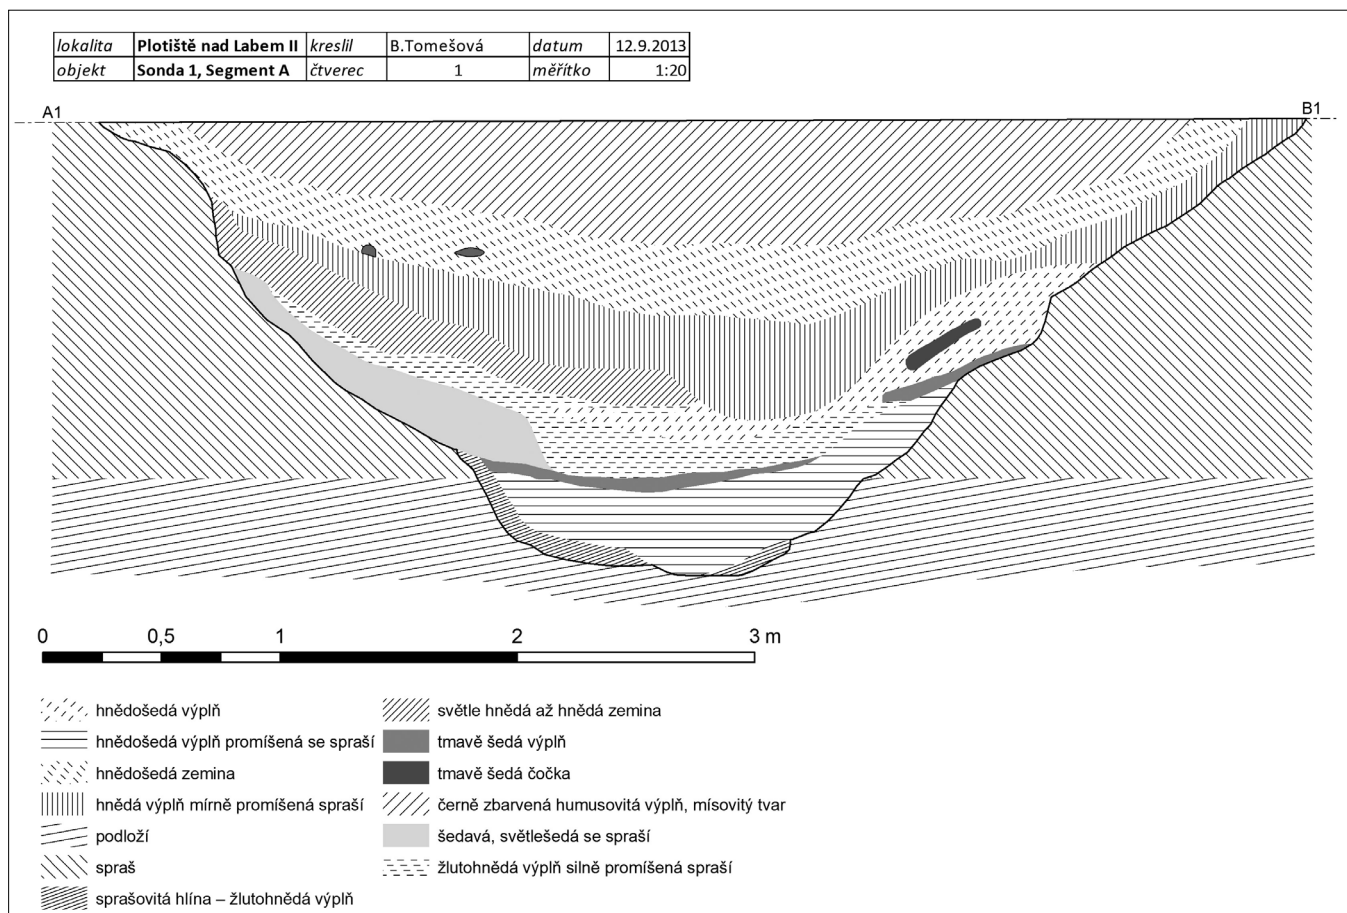 lokalita Plotiště nad Labem II kreslil B.Tomešová datum 12.9.2013
objekt Sonda 1, Segment A čtverec 1 měřítko 1:20
A1 B1
0 0,5 1 2 3 m
hnědošedá výplň
hnědošedá výplň promíšená se spraší
hnědošedá zemina
hnědá výplň mírně promíšená spraší
podloží
spraš
sprašovitá hlína – žlutohnědá výplň
světle hnědá až hnědá zemina
tmavě šedá výplň
tmavě šedá čočka
černě zbarvená humusovitá výplň, mísovitý tvar
šedavá, světlešedá se spraší
žlutohnědá výplň silně promíšená spraší